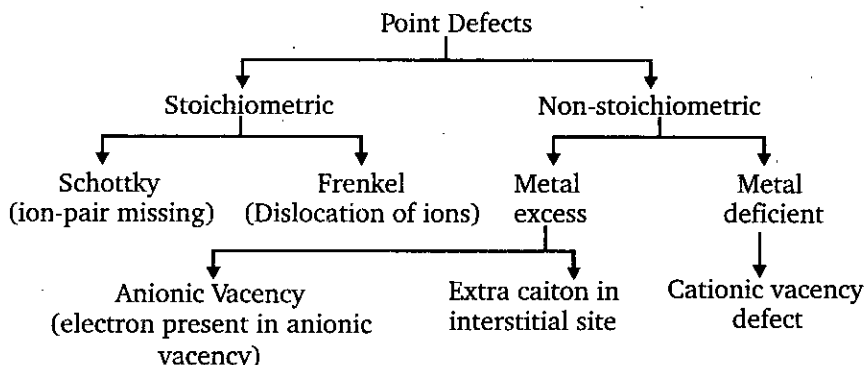 Point Defects
Stoichiometric
Non-stoichiometric
Schottky
(ion-pair missing)
Frenkel
(Dislocation of ions)
Metal
excess
Metal
deficient
Anionic Vacency
(electron present in anionic
vacency)
Extra caiton in
interstitial site
Cationic vacency
defect